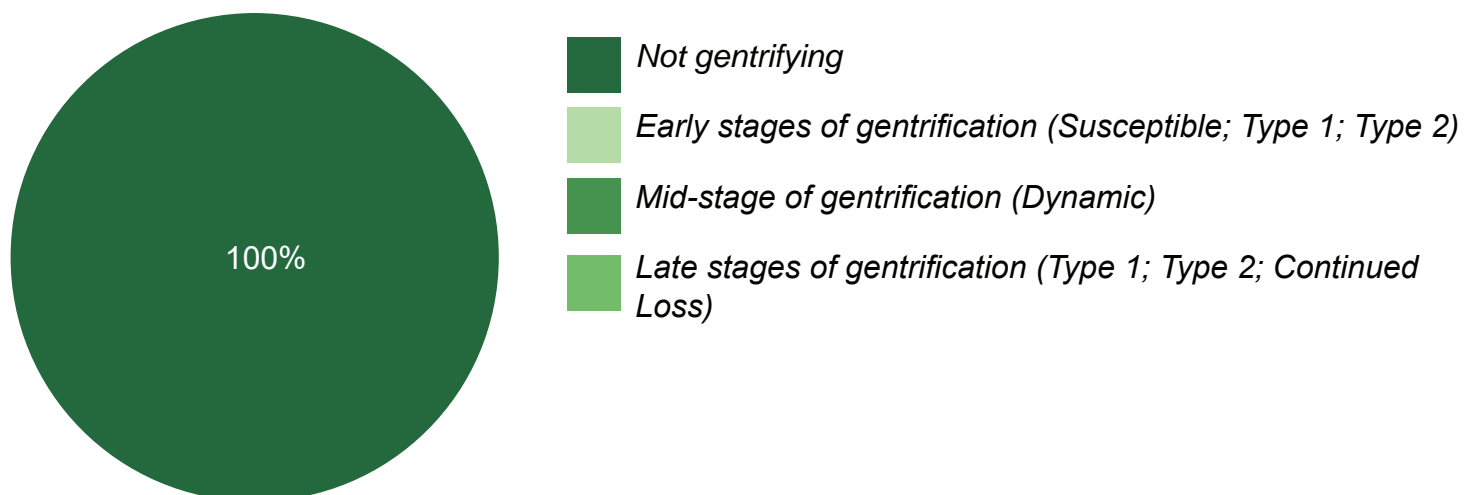 100%
Not gentrifying
Early stages of gentrification (Susceptible; Type 1; Type 2)
Mid-stage of gentrification (Dynamic)
Late stages of gentrification (Type 1; Type 2; Continued
Loss)